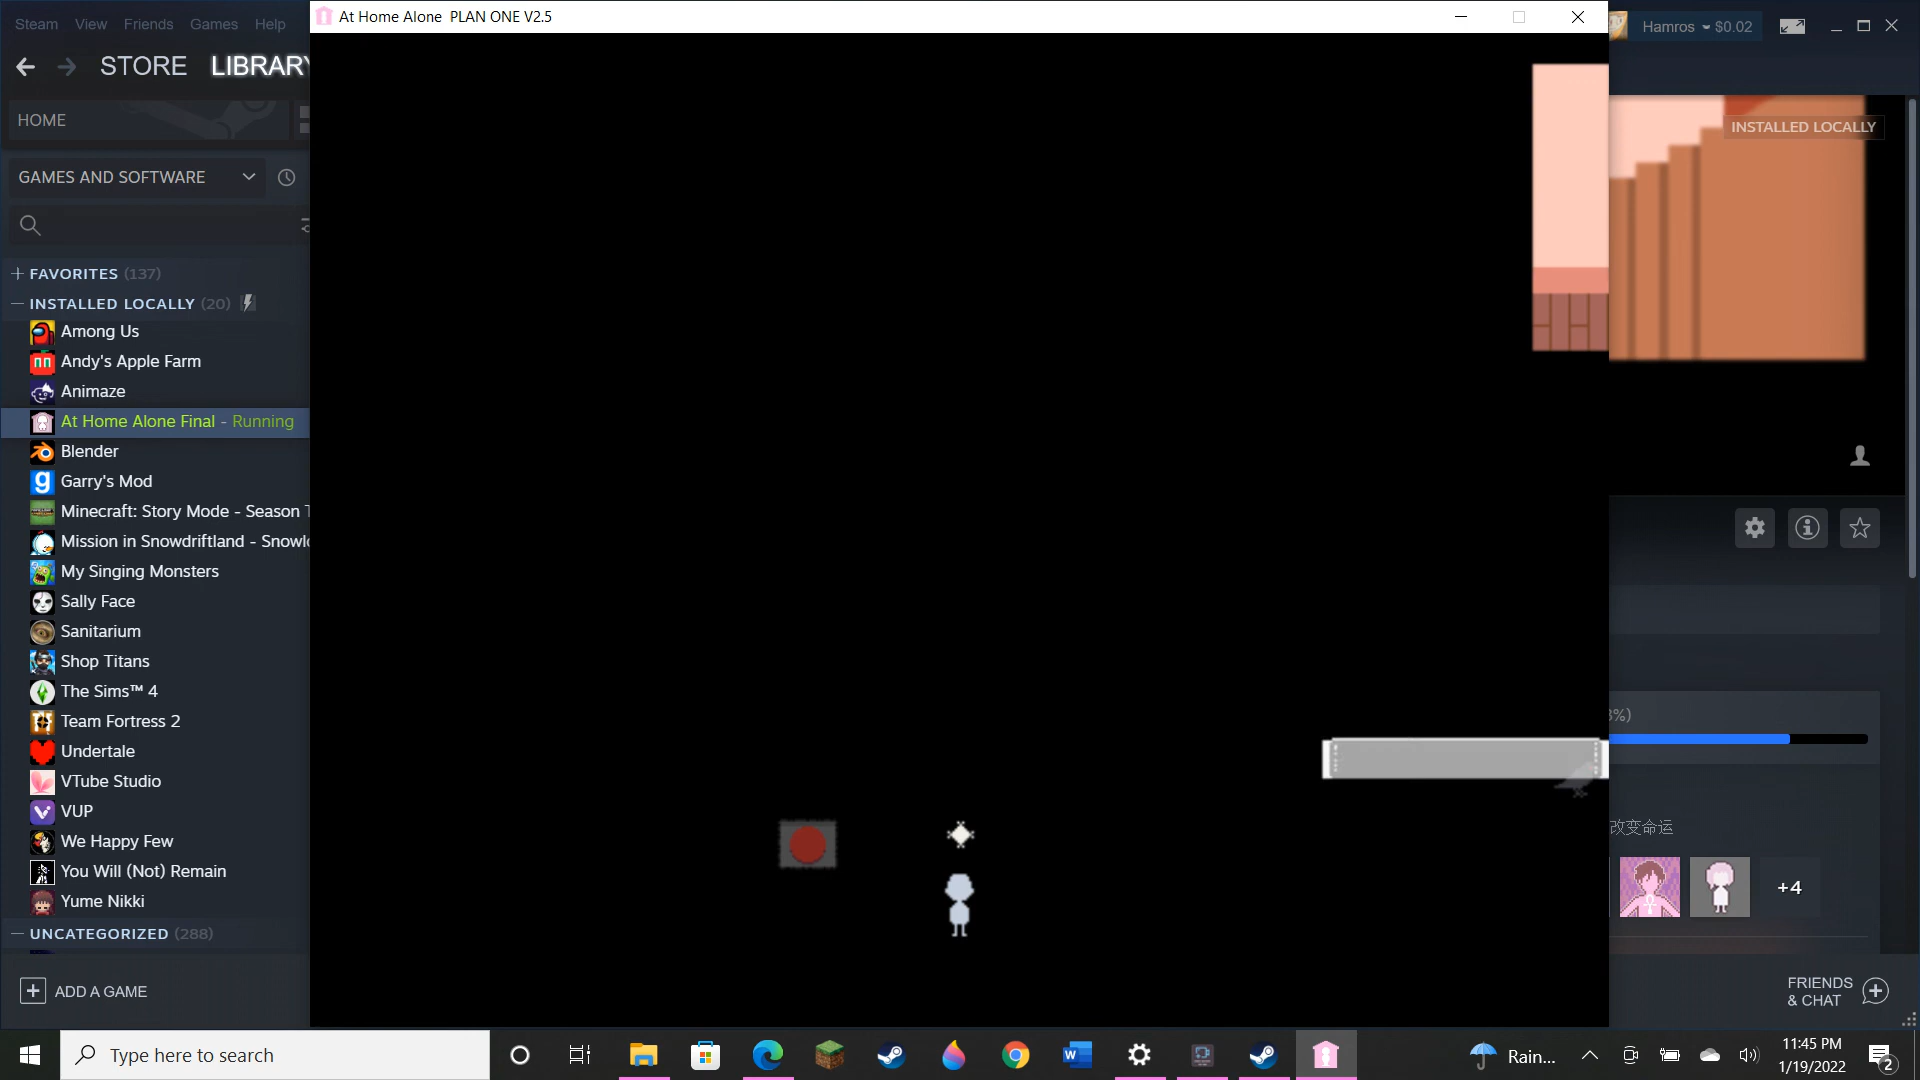 Steam View Friends Games Help
At Home Alone PLAN ONE V2.5
Hamros $0.02
STORE LIBRARY
HOME
INSTALLED LOCALLY
GAMES AND SOFTWARE
FAVORITES (137)
INSTALLED LOCALLY (20)
Among Us
Andy's Apple Farm
Animaze
At Home Alone Final - Running
Blender
Garry's Mod
Minecraft: Story Mode - Season
Mission in Snowdriftland -
My Singing Monsters
Sally Face
Sanitarium
Shop Titans
The Sims™ 4
Team Fortress 2
Undertale
VTube Studio
VUP
We Happy Few
You Will (Not) Remain
Yume Nikki
UNCATEGORIZED (288)
%)
改变命运
+4
ADD A GAME
FRIENDS
& CHAT
Type here to search
Rain...
11:45 PM
1/19/2022
2